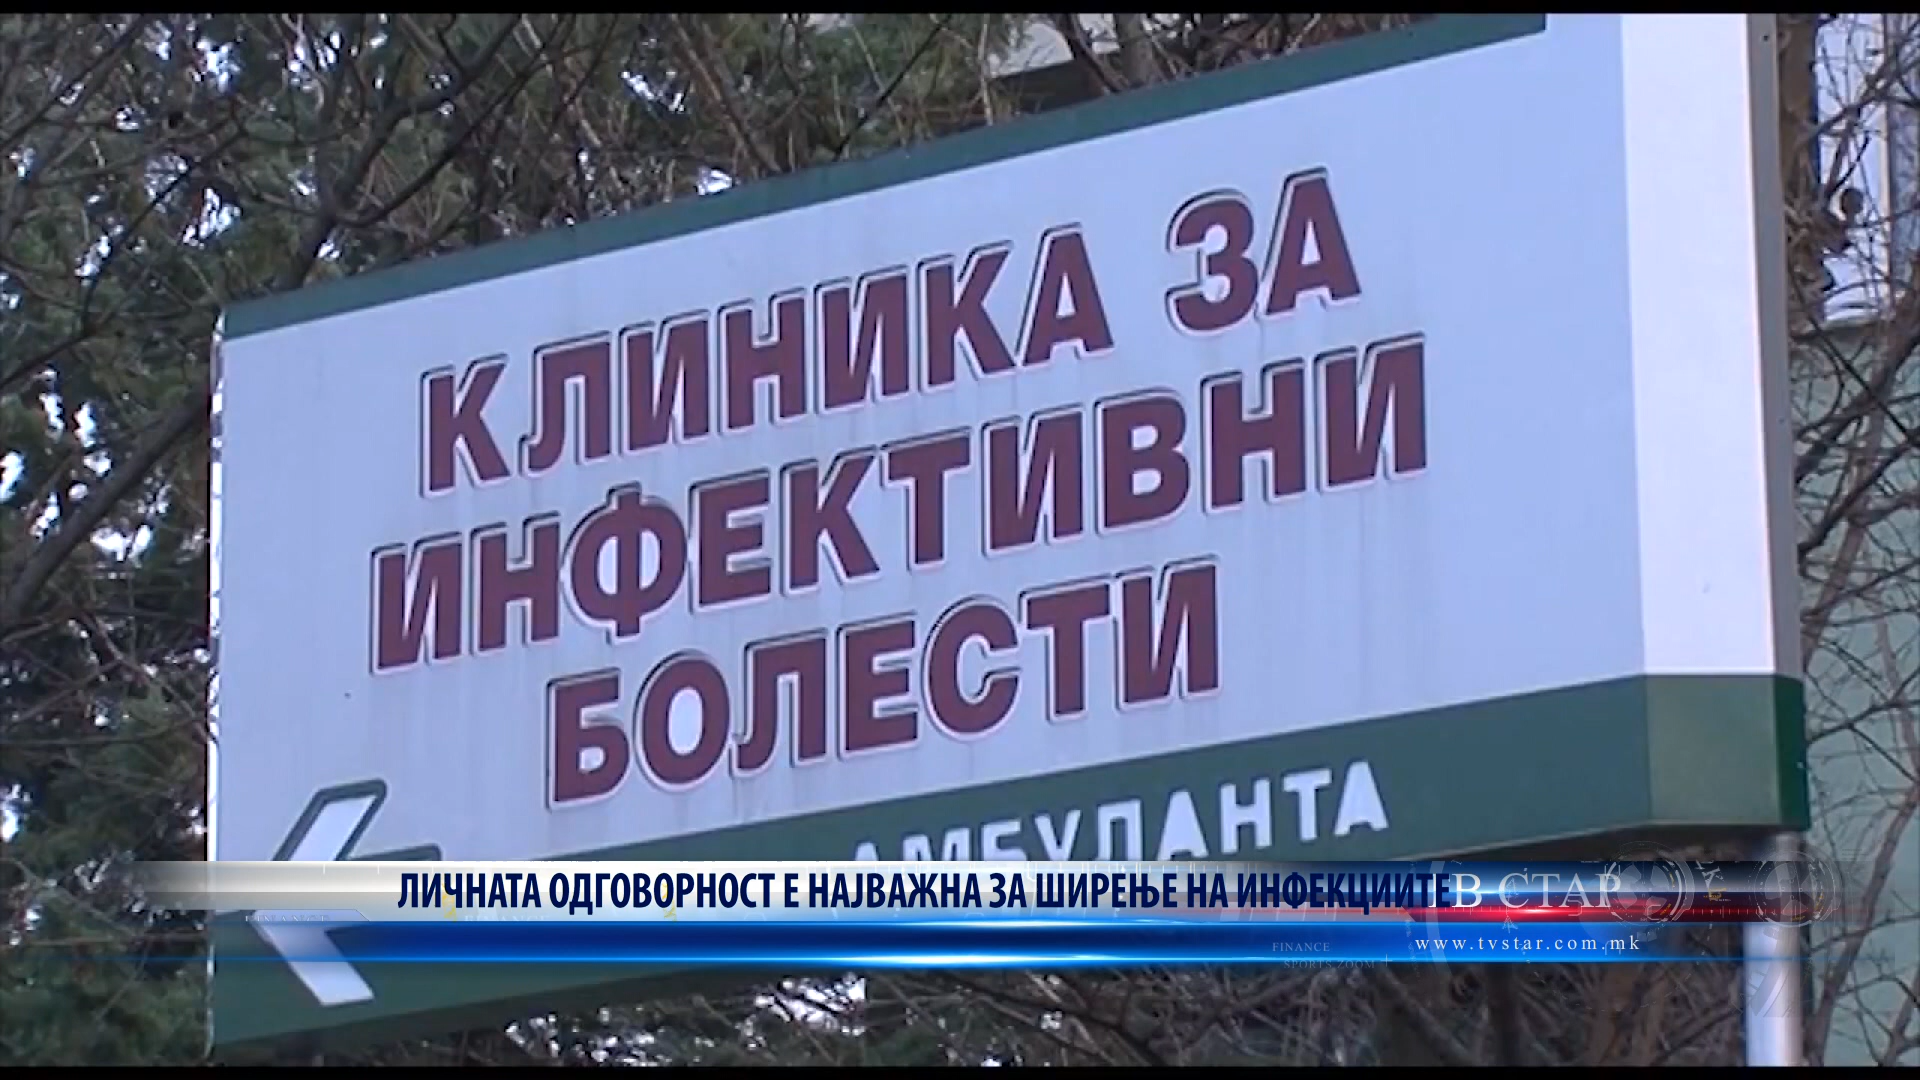 КЛИНИКА ЗА
ИНФЕКТИВНИ
БОЛЕСТИ
АМБУЛАНТА
ЛИЧНАТА ОДГОВОРНОСТ Е НАЈВАЖНА ЗА ШИРЕЊЕ НА ИНФЕКЦИИТЕ
ТВ СТАР
FINANCE
FINANCE
www.tvstar.com.mk
SPORTS ZOOM